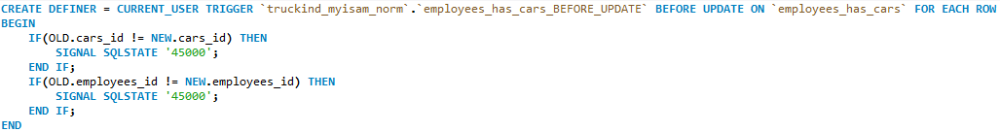 CREATE DEFINER = CURRENT_USER TRIGGER `truckind_myisam_norm`.`employees_has_cars_BEFORE_UPDATE` BEFORE UPDATE ON `employees_has_cars` FOR EACH ROW
BEGIN
    IF(OLD.cars_id != NEW.cars_id) THEN
        SIGNAL SQLSTATE '45000';
    END IF;
    IF(OLD.employees_id != NEW.employees_id) THEN
        SIGNAL SQLSTATE '45000';
    END IF;
END